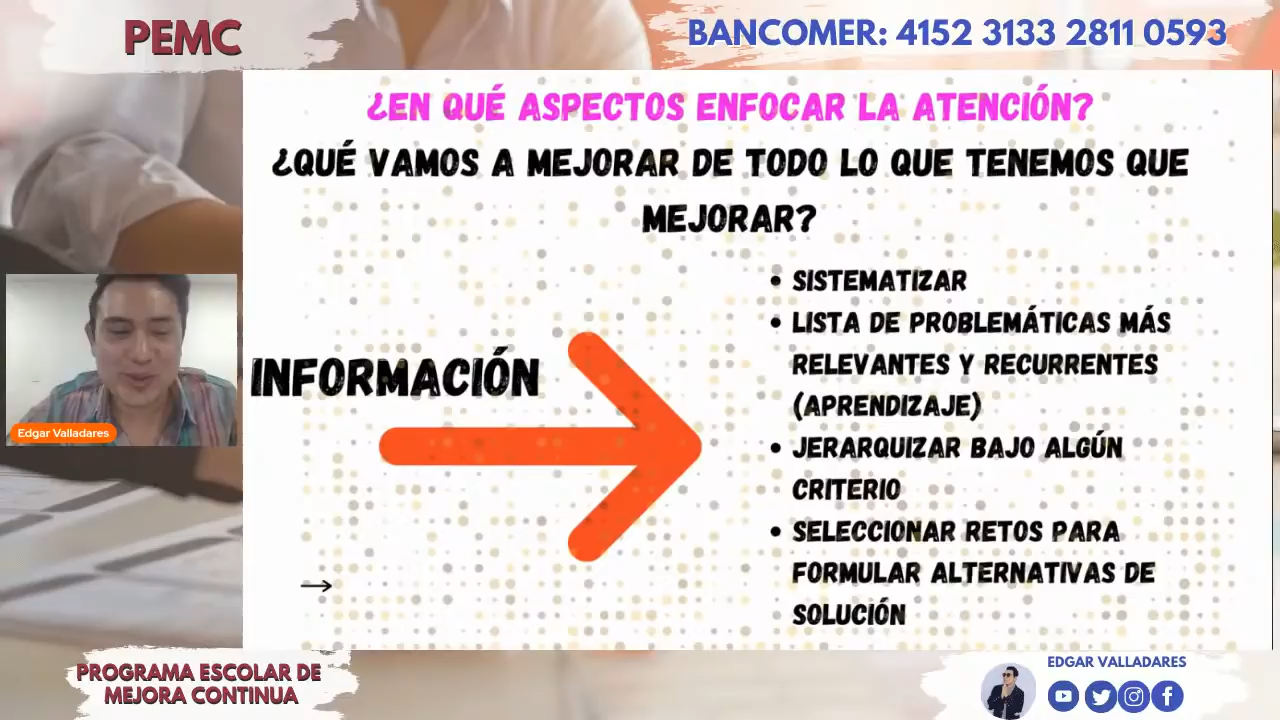 PEMC
BANCOMER: 4152 3133 2811 0593
¿EN QUÉ ASPECTOS ENFOCAR LA ATENCIÓN?
¿QUÉ VAMOS A MEJORAR DE TODO LO QUE TENEMOS QUE
MEJORAR?
INFORMACIÓN
• SISTEMATIZAR
• LISTA DE PROBLEMÁTICAS MÁS
RELEVANTES Y RECURRENTES
(APRENDIZAJE)
• JERARQUIZAR BAJO ALGÚN
CRITERIO
• SELECCIONAR RETOS PARA
FORMULAR ALTERNATIVAS DE
SOLUCIÓN
Edgar Valladares
PROGRAMA ESCOLAR DE
MEJORA CONTINUA
EDGAR VALLADARES